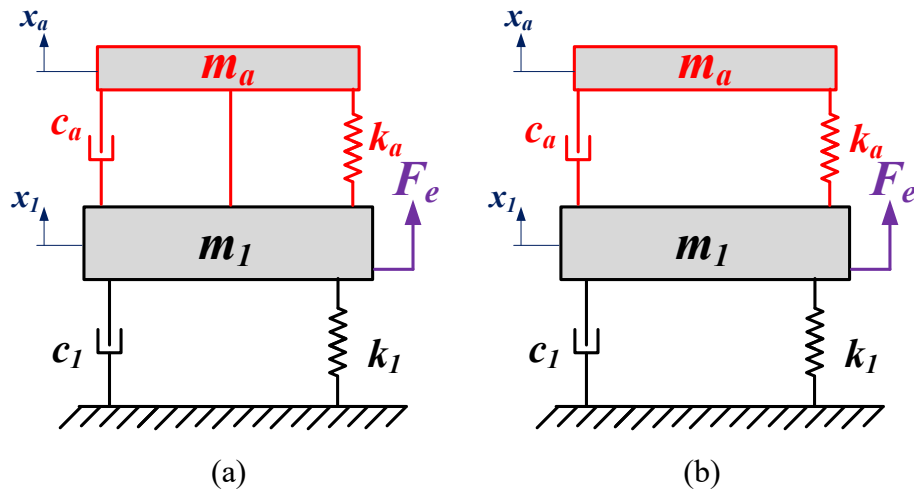 x_a x_a
m_a m_a
c_a k_a c_a k_a
x_1 F_e x_1 F_e
m_1 m_1
c_1 k_1 c_1 k_1
(a) (b)